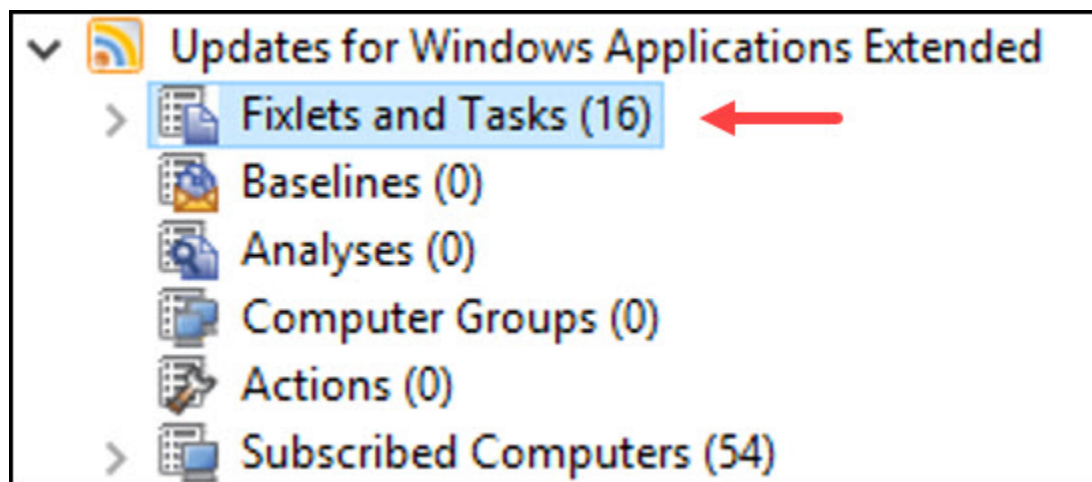 Updates for Windows Applications Extended
Fixlets and Tasks (16)
Baselines (0)
Analyses (0)
Computer Groups (0)
Actions (0)
Subscribed Computers (54)